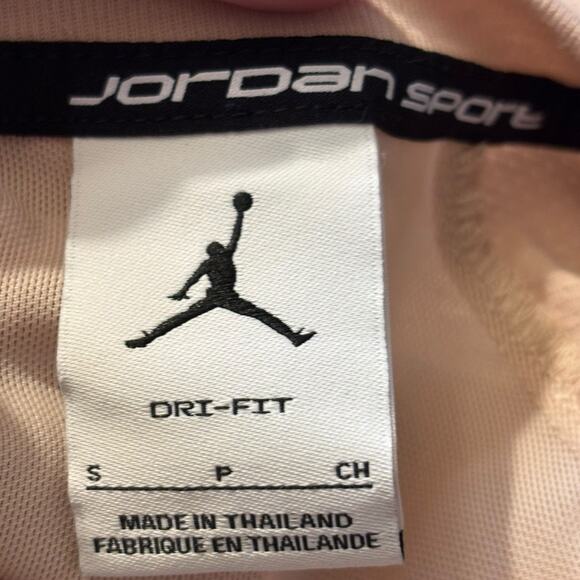 JORDAN SPORT
DRI-FIT
S P CH
MADE IN THAILAND
FABRIQUE EN THAILANDE